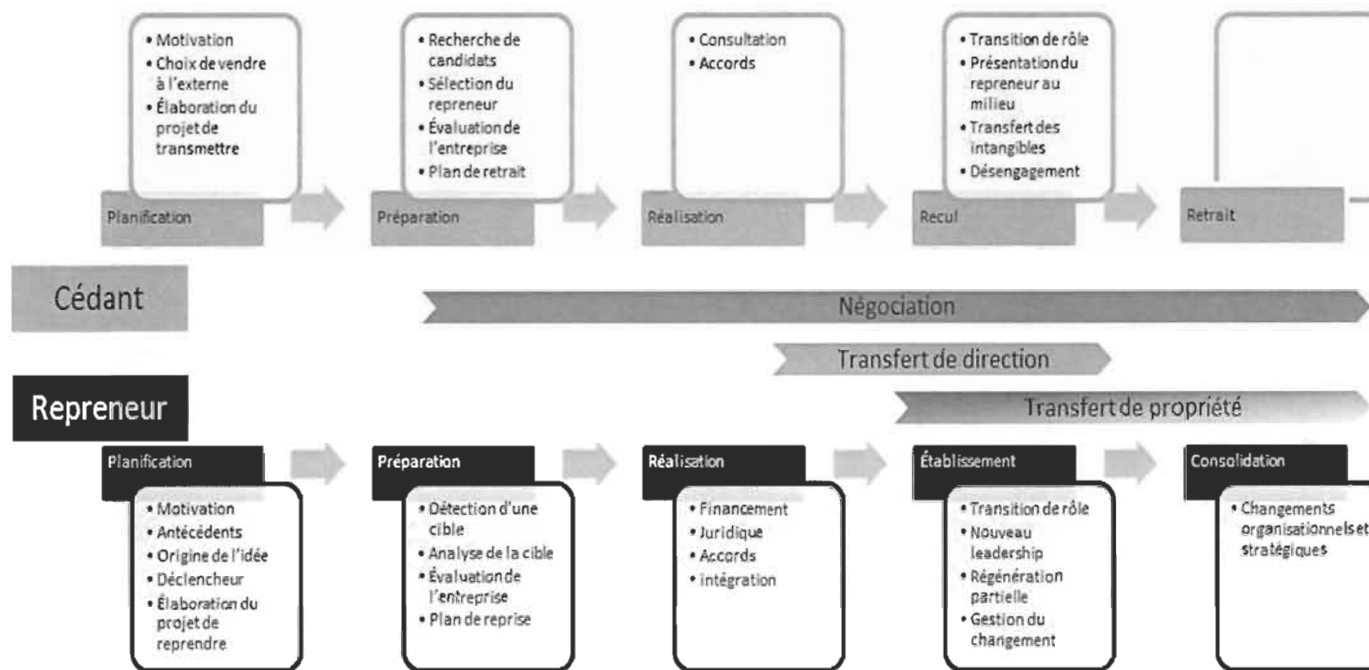 • Motivation
• Choix de vendre
à l'externe
• Élaboration du
projet de
transmettre
Planification
• Recherche de
candidats
• Sélection du
repreneur
• Évaluation de
l'entreprise
• Plan de retrait
Préparation
• Consultation
• Accords
Réalisation
• Transition de rôle
• Présentation du
repreneur au
milieu
• Transfert des
intangibles
• Désengagement
Recul
Retrait
Cédant
Négociation
Transfert de direction
Repreneur
Transfert de propriété
Planification
• Motivation
• Antécédents
• Origine de l'idée
• Déclencheur
• Élaboration du
projet de
reprendre
Préparation
• Détection d'une
cible
• Analyse de la cible
• Évaluation de
l'entreprise
• Plan de reprise
Réalisation
• Financement
• Juridique
• Accords
• Intégration
Établissement
• Transition de rôle
• Nouveau
leadership
• Régénération
partielle
• Gestion du
changement
Consolidation
• Changements
organisationnels et
stratégiques